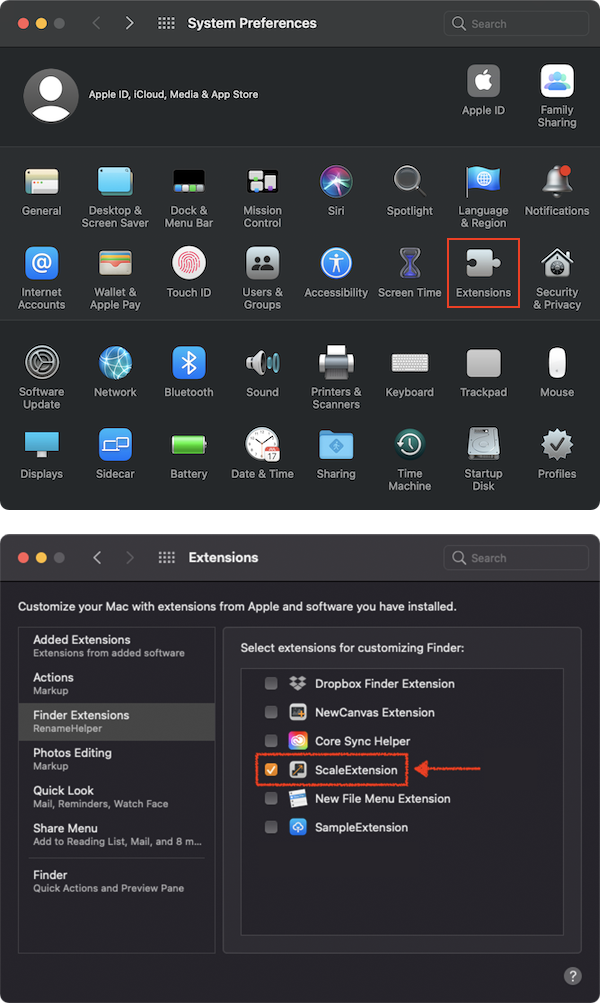 System Preferences
Search
Apple ID, iCloud, Media & App Store
Apple ID
Family
Sharing
General
Desktop &
Screen Saver
Dock &
Menu Bar
Mission
Control
Siri
Spotlight
Language
& Region
Notifications
Internet
Accounts
Wallet &
Apple Pay
Touch ID
Users &
Groups
Accessibility
Screen Time
Extensions
Security
& Privacy
Software
Update
Network
Bluetooth
Sound
Printers &
Scanners
Keyboard
Trackpad
Mouse
Displays
Sidecar
Battery
JUL
17
Date & Time
Sharing
Time
Machine
Startup
Disk
Profiles
Extensions
Search
Customize your Mac with extensions from Apple and software you have installed.
Added Extensions
Extensions from added software
Actions
Markup
Finder Extensions
RenameHelper
Photos Editing
Markup
Quick Look
Mail, Reminders, Watch Face
Share Menu
Add to Reading List, Mail, and 8 m...
Finder
Quick Actions and Preview Pane
Select extensions for customizing Finder:
Dropbox Finder Extension
NewCanvas Extension
Core Sync Helper
ScaleExtension
New File Menu Extension
SampleExtension
?